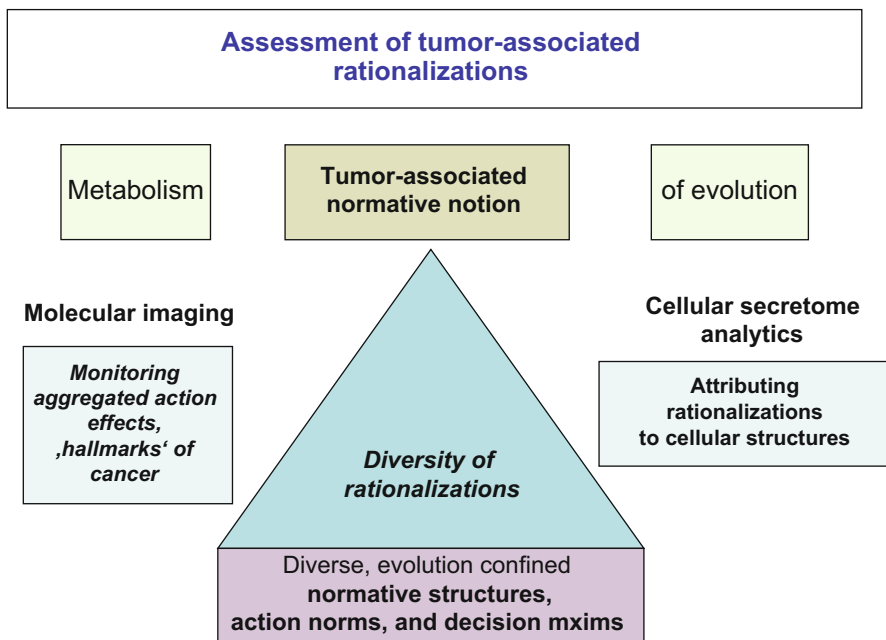 Assessment of tumor-associated
rationalizations
Metabolism
Tumor-associated
normative notion
of evolution
Molecular imaging
Monitoring
aggregated action
effects,
‚hallmarks‘ of
cancer
Cellular secretome
analytics
Attributing
rationalizations
to cellular structures
Diversity of
rationalizations
Diverse, evolution confined
normative structures,
action norms, and decision mxims